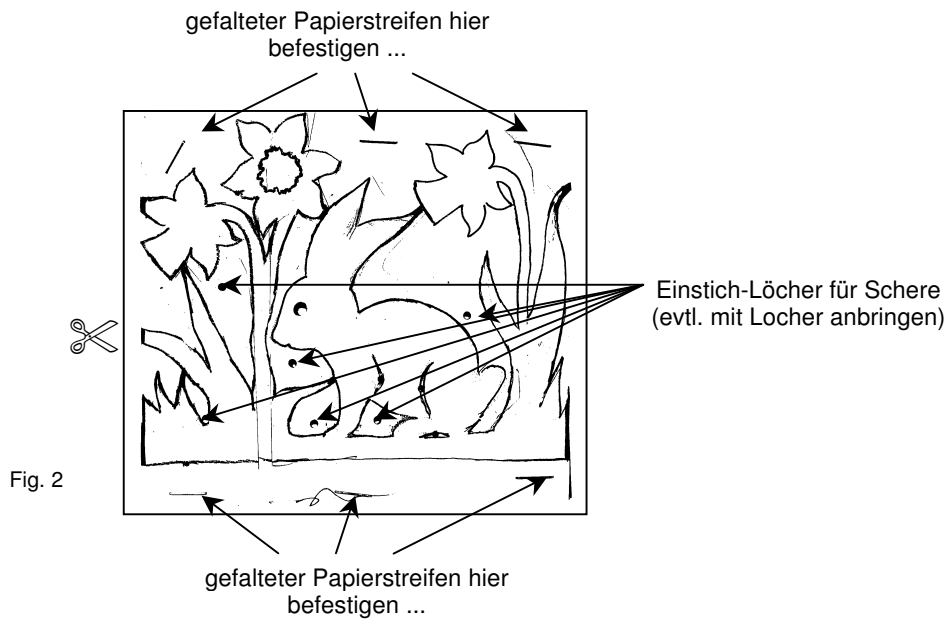 gefalteter Papierstreifen hier
befestigen ...
Einstich-Löcher für Schere
(evtl. mit Locher anbringen)
Fig. 2
gefalteter Papierstreifen hier
befestigen ...